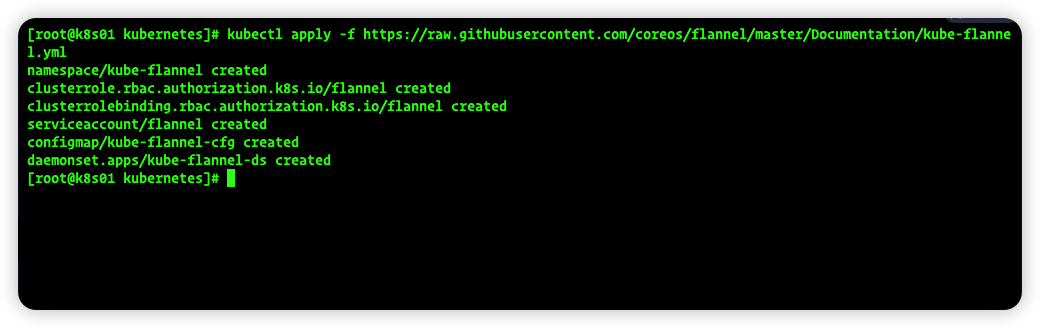 [root@k8s01 kubernetes]# kubectl apply -f https://raw.githubusercontent.com/coreos/flannel/master/Documentation/kube-flanne
l.yml
namespace/kube-flannel created
clusterrole.rbac.authorization.k8s.io/flannel created
clusterrolebinding.rbac.authorization.k8s.io/flannel created
serviceaccount/flannel created
configmap/kube-flannel-cfg created
daemonset.apps/kube-flannel-ds created
[root@k8s01 kubernetes]#